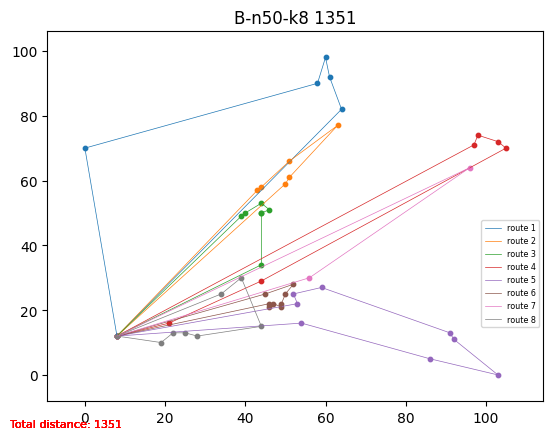 B-n50-k8 1351
100
80
60
40
20
0
route 1
route 2
route 3
route 4
route 5
route 6
route 7
route 8
0 20 40 60 80 100
Total distance: 1351